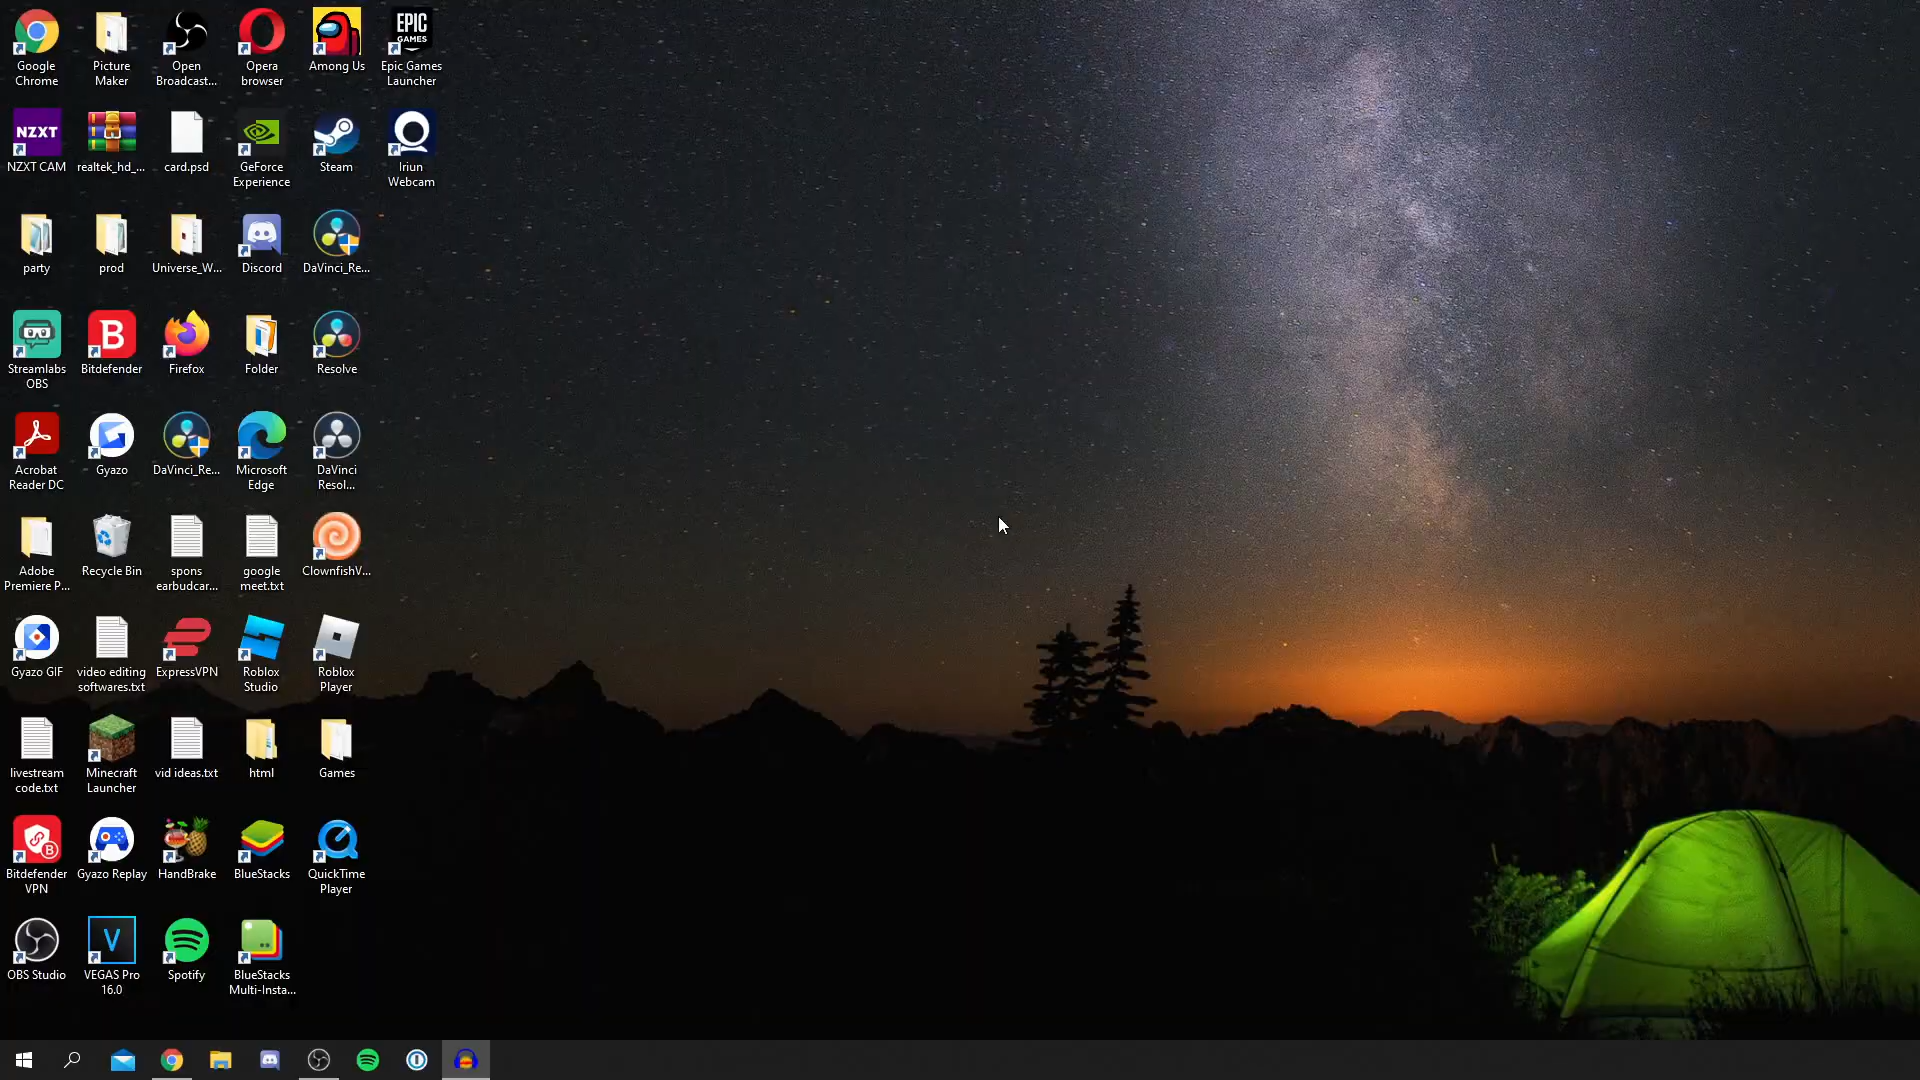 Google
Chrome
Picture
Maker
Open
Broadcast...
Opera
browser
Among Us
EPIC
GAMES
Epic Games
Launcher
NZXT
NZXT CAM
realtek_hd_...
card.psd
GeForce
Experience
Steam
Iriun
Webcam
party
prod
Universe_W...
Discord
DaVinci_Re...
Streamlabs
OBS
B
Bitdefender
Firefox
Folder
Resolve
Acrobat
Reader DC
Gyazo
DaVinci_Re...
Microsoft
Edge
DaVinci
Resol...
Adobe
Premiere P...
Recycle Bin
spons
earbudcar...
google
meet.txt
ClownfishV...
Gyazo GIF
video editing
softwares.txt
ExpressVPN
Roblox
Studio
Roblox
Player
livestream
code.txt
Minecraft
Launcher
vid ideas.txt
html
Games
B
Bitdefender
VPN
Gyazo Replay
HandBrake
BlueStacks
QuickTime
Player
OBS Studio
V
VEGAS Pro
16.0
Spotify
BlueStacks
Multi-Insta...